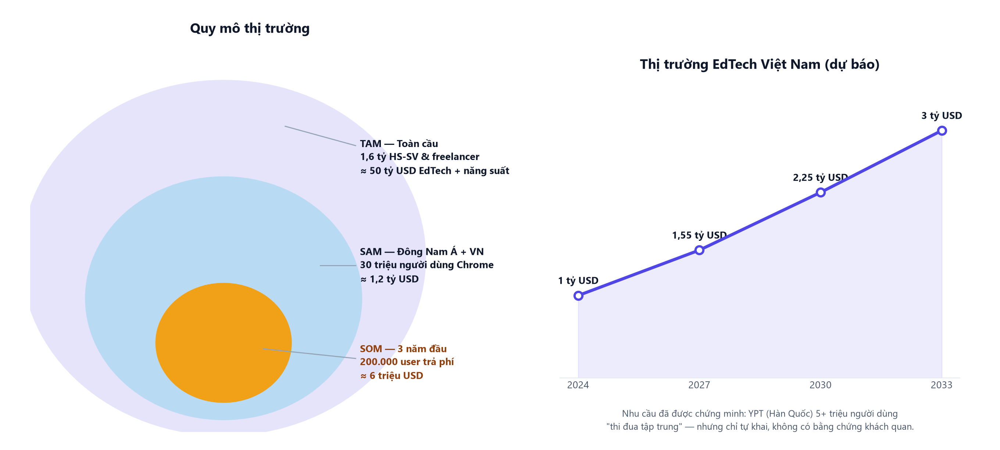 Quy mô thị trường
TAM — Toàn cầu
1,6 tỷ HS-SV & freelancer
≈ 50 tỷ USD EdTech + năng suất
SAM — Đông Nam Á + VN
30 triệu người dùng Chrome
≈ 1,2 tỷ USD
SOM — 3 năm đầu
200.000 user trả phí
≈ 6 triệu USD
Thị trường EdTech Việt Nam (dự báo)
3 tỷ USD
2,25 tỷ USD
1,55 tỷ USD
1 tỷ USD
2024 2027 2030 2033
Nhu cầu đã được chứng minh: YPT (Hàn Quốc) 5+ triệu người dùng
"thi đua tập trung" — nhưng chỉ tự khai, không có bằng chứng khách quan.